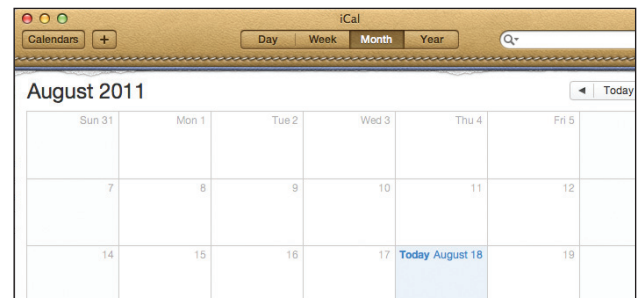 iCal
Calendars + Day Week Month Year
August 2011 ◀ Today
Sun 31 Mon 1 Tue 2 Wed 3 Thu 4 Fri 5
7 8 9 10 11 12
14 15 16 17 Today August 18 19